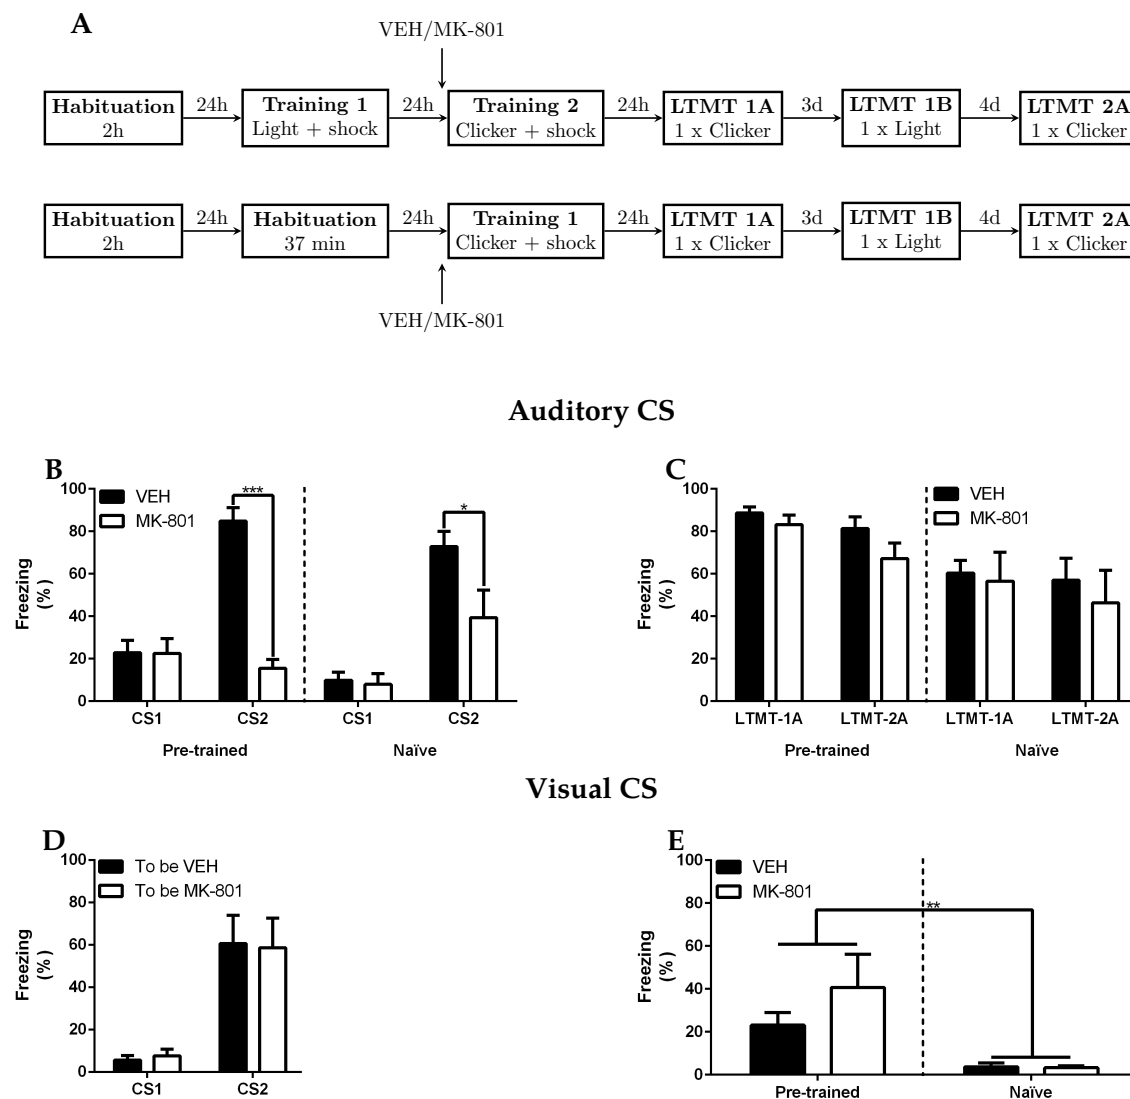 A
VEH/MK-801
Habituation
2h
24h
Training 1
Light + shock
24h
Training 2
Clicker + shock
24h
LTMT 1A
1 x Clicker
3d
LTMT 1B
1 x Light
4d
LTMT 2A
1 x Clicker
Habituation
2h
24h
Habituation
37 min
24h
Training 1
Clicker + shock
24h
LTMT 1A
1 x Clicker
3d
LTMT 1B
1 x Light
4d
LTMT 2A
1 x Clicker
VEH/MK-801
Auditory CS
B
Freezing
(%)
100
80
60
40
20
0
VEH
MK-801
***
*
CS1
CS2
CS1
CS2
Pre-trained
Naïve
C
Freezing
(%)
100
80
60
40
20
0
VEH
MK-801
LTMT-1A
LTMT-2A
LTMT-1A
LTMT-2A
Pre-trained
Naïve
Visual CS
D
Freezing
(%)
100
80
60
40
20
0
To be VEH
To be MK-801
CS1
CS2
E
Freezing
(%)
100
80
60
40
20
0
VEH
MK-801
**
Pre-trained
Naïve